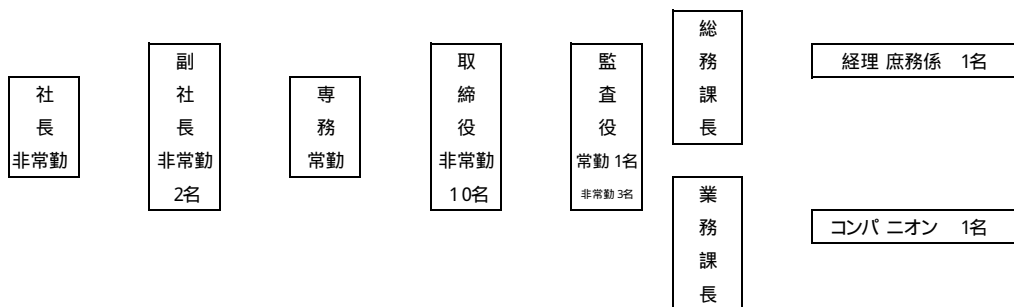 社長
非常勤
副社長
非常勤
2名
専務
常勤
取締役
非常勤
10名
監査役
常勤 1名
非常勤 3名
総務課長
経理 庶務係 1名
業務課長
コンパ ニオン 1名